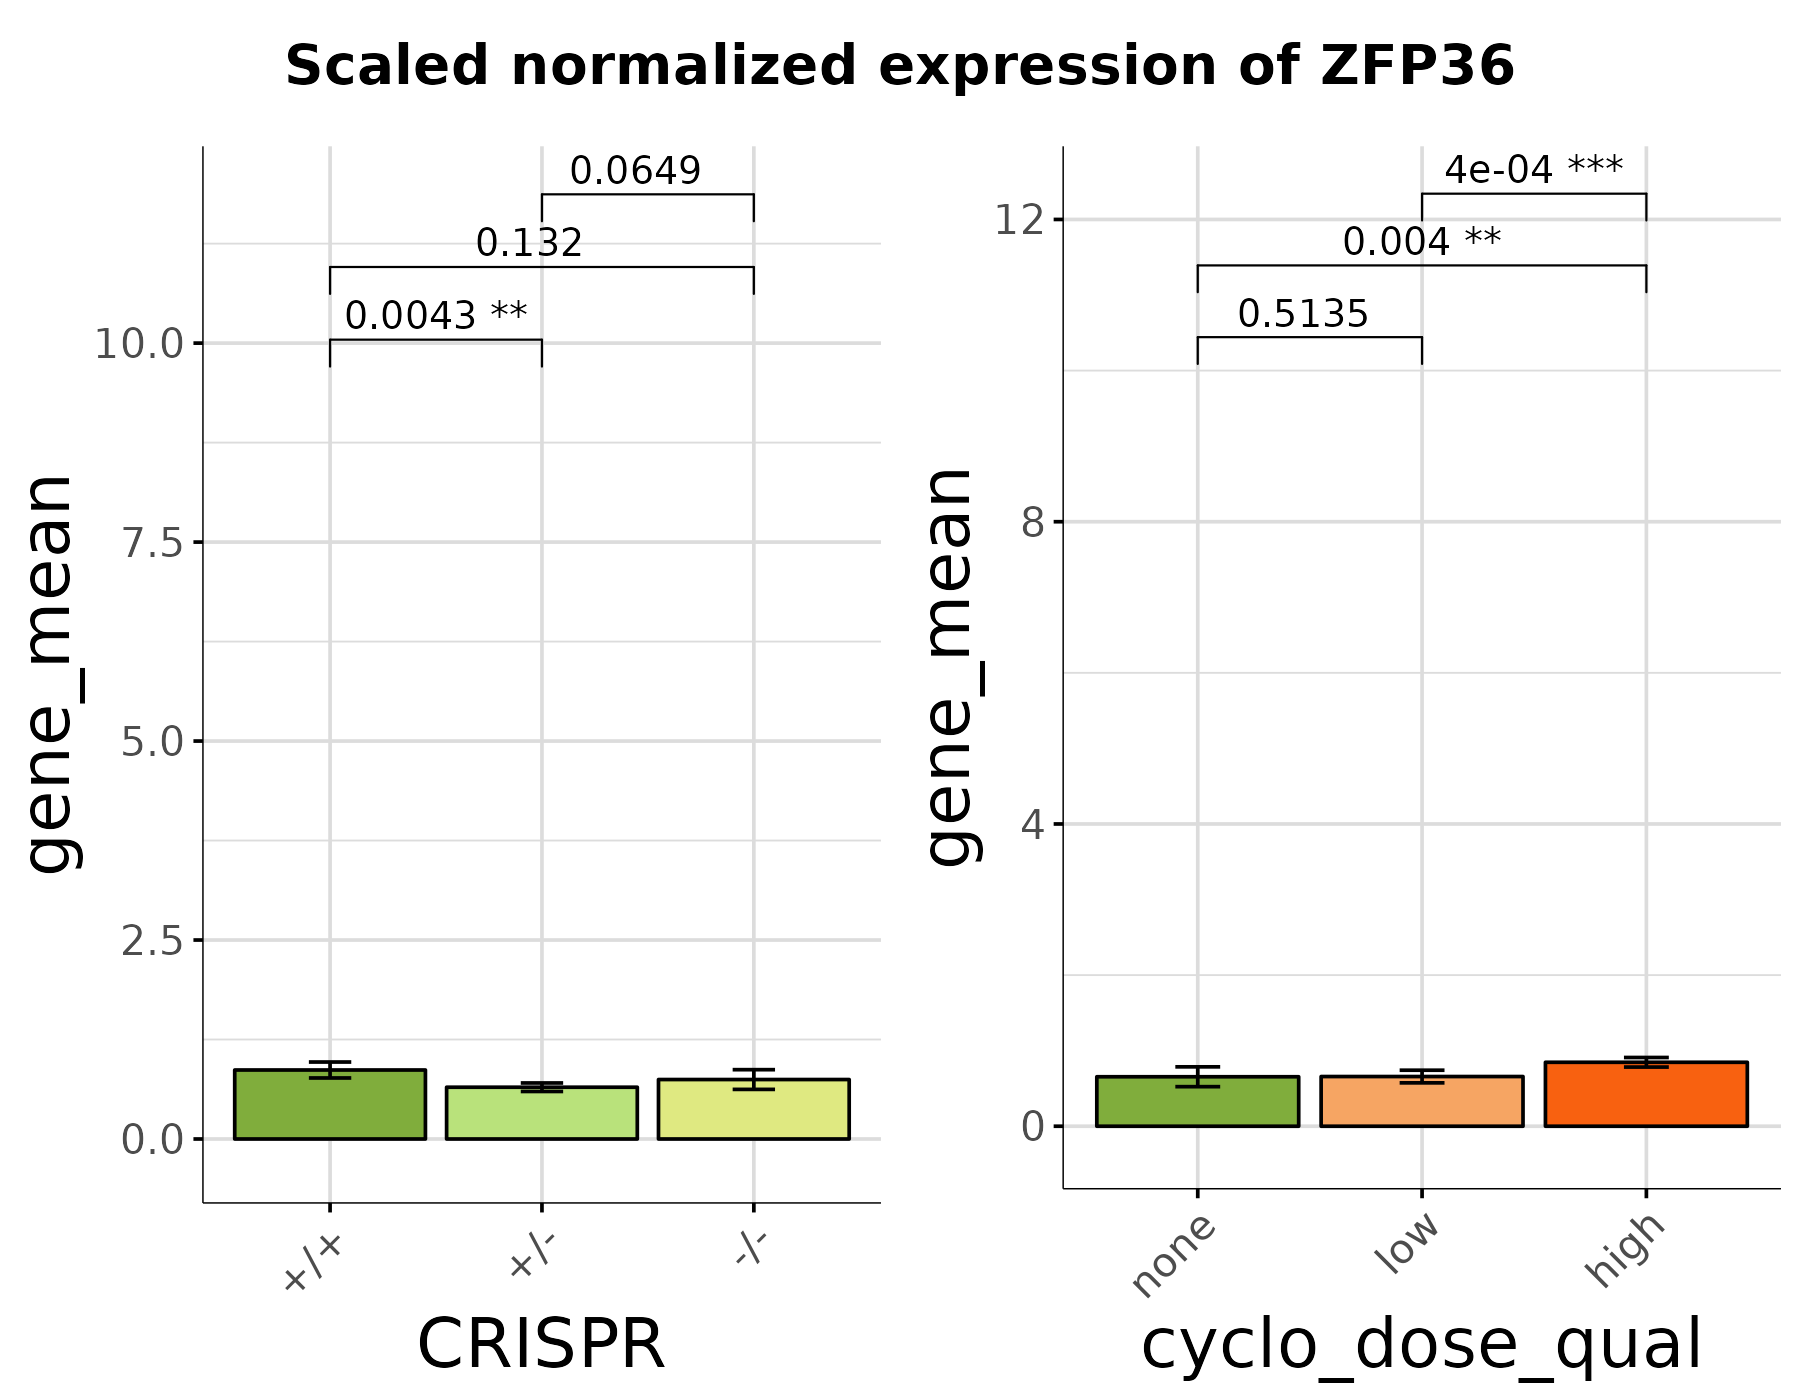 Scaled normalized expression of ZFP36
gene_mean
10.0
7.5
5.0
2.5
0.0
0.0649
0.132
0.0043 **
+/+
+/-
-/-
CRISPR
gene_mean
12
8
4
0
4e-04 ***
0.004 **
0.5135
none
low
high
cyclo_dose_qual